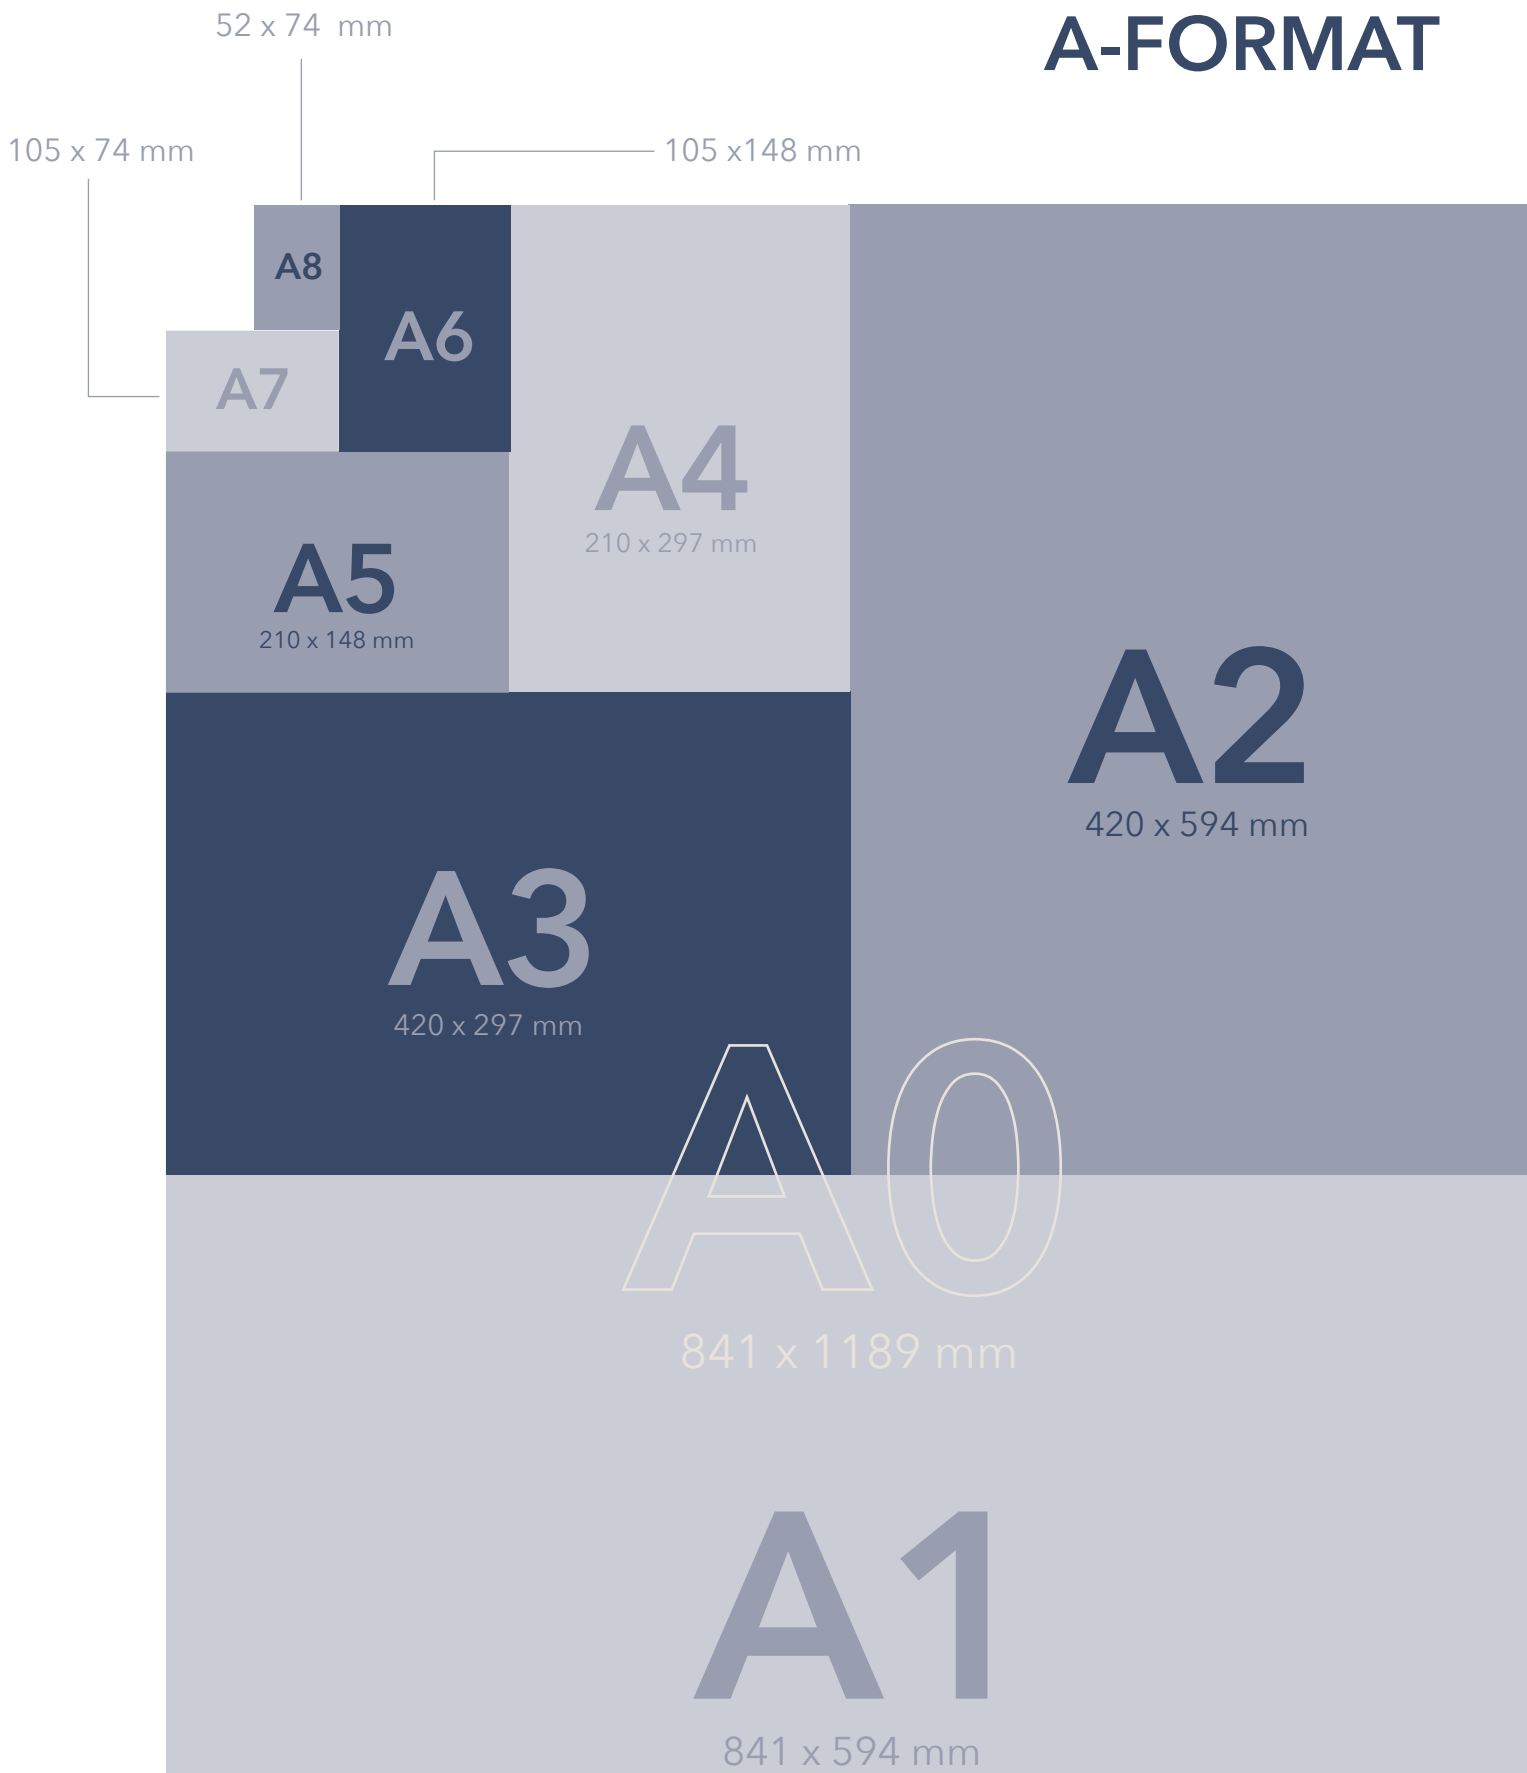 52 x 74 mm
A-FORMAT
105 x 74 mm
105 x148 mm
A8
A6
A7
A4
210 x 297 mm
A5
210 x 148 mm
A2
420 x 594 mm
A3
420 x 297 mm
A0
841 x 1189 mm
A1
841 x 594 mm